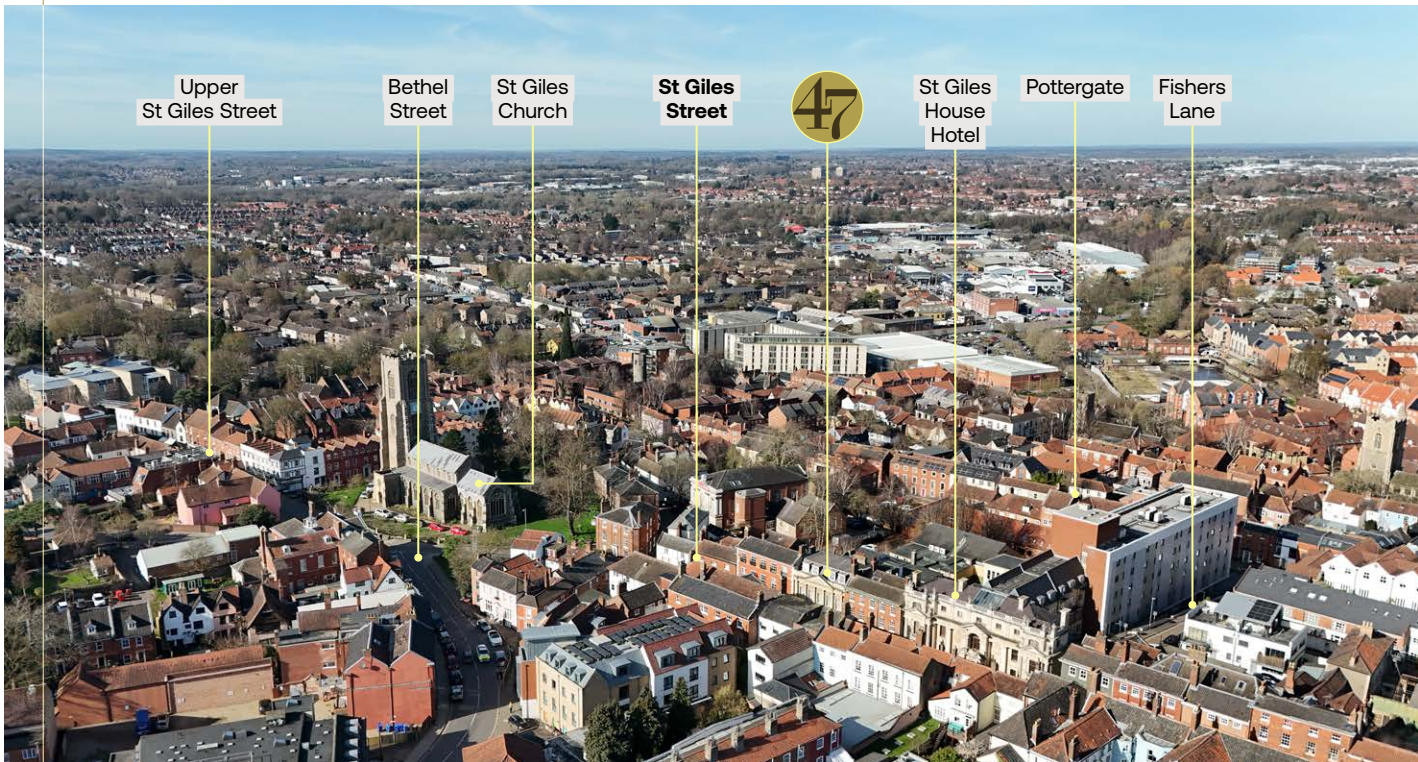 Upper
St Giles Street
Bethel
Street
St Giles
Church
St Giles
Street
47
St Giles
House
Hotel
Pottergate
Fishers
Lane